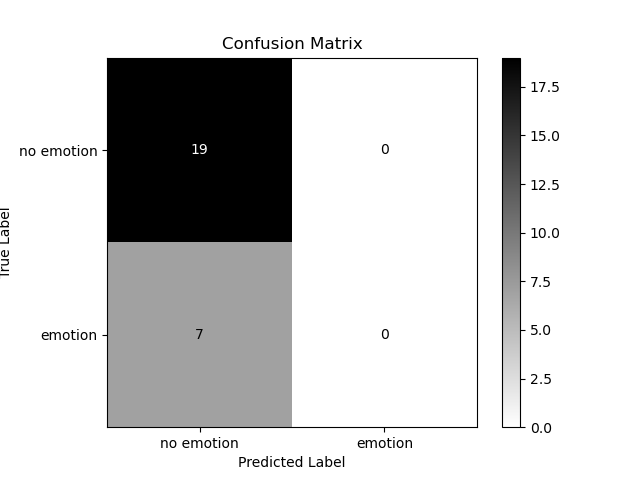 Confusion Matrix
True Label
no emotion
19
0
emotion
7
0
no emotion
emotion
Predicted Label
17.5
15.0
12.5
10.0
7.5
5.0
2.5
0.0